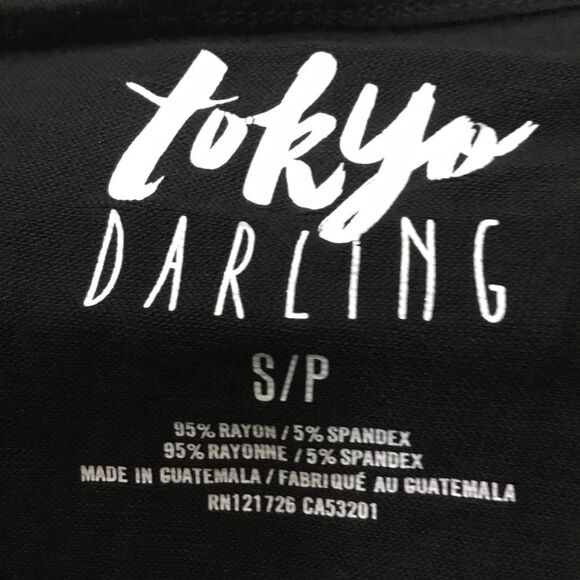 tokyo
DARLING
S/P
95% RAYON / 5% SPANDEX
95% RAYONNE / 5% SPANDEX
MADE IN GUATEMALA / FABRIQUÉ AU GUATEMALA
RN121726 CA53201